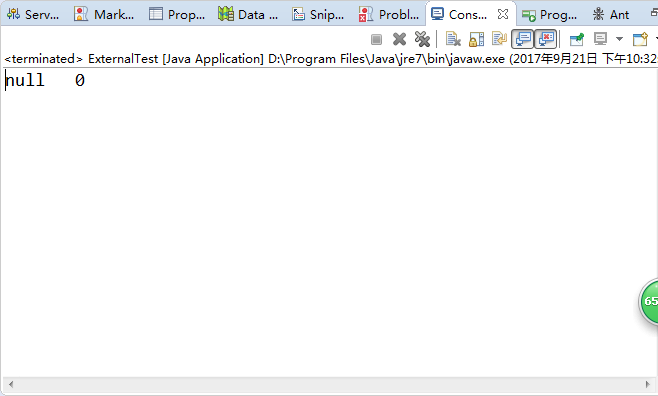 Serv... Mark... Prop... Data ... Snip... Probl... Cons... Prog... Ant
<terminated> ExternalTest [Java Application] D:\Program Files\Java\jre7\bin\javaw.exe (2017年9月21日 下午10:32
null   0
65